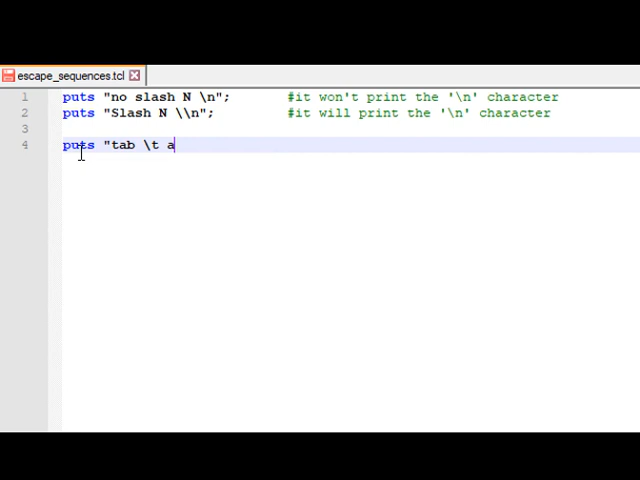 escape_sequences.tcl
1 puts "no slash N \n"; #it won't print the '\n' character
2 puts "Slash N \\n"; #it will print the '\n' character
3
4 puts "tab \t a